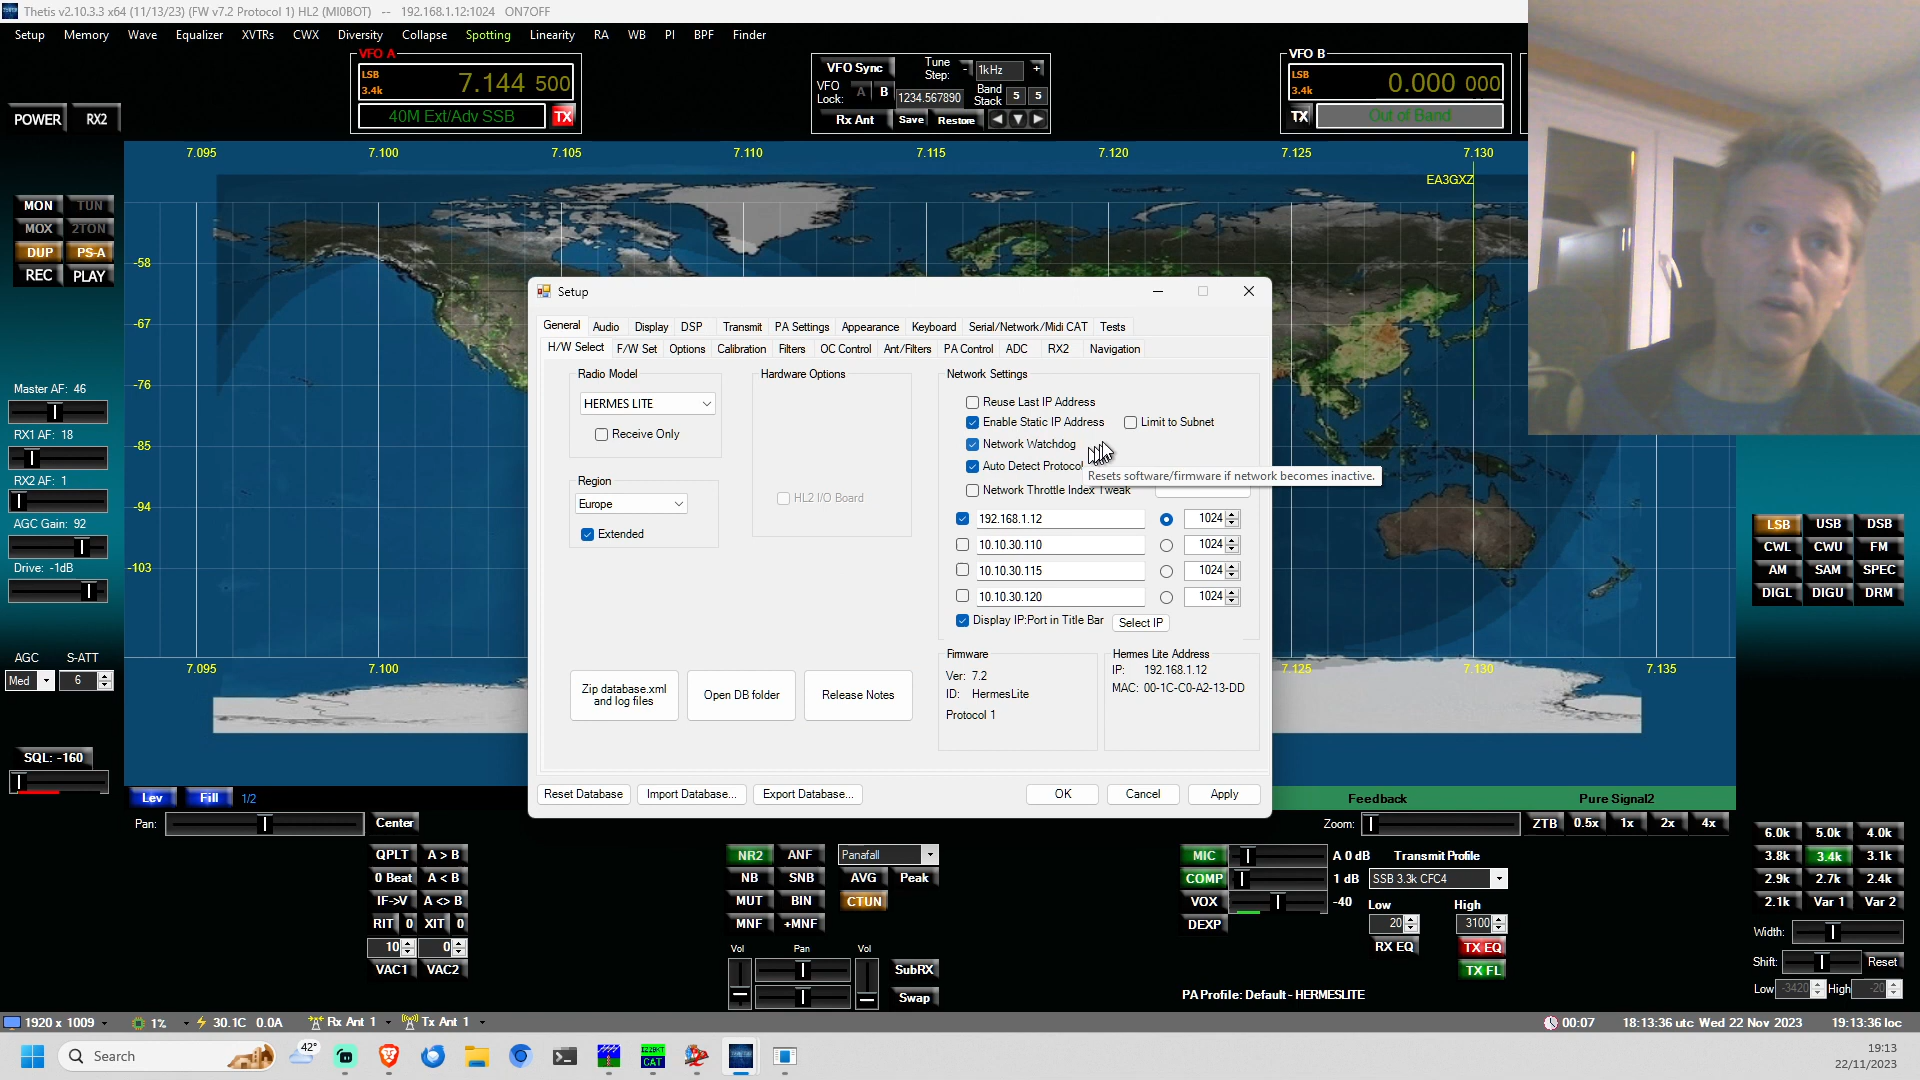 Thetis v2.10.3.3 x64 (11/13/23) (FW v7.2 Protocol 1) HL2 (MI0BOT)   --   192.168.1.12:1024   ON7OFF
Setup Memory Wave Equalizer XVTRs CWX Diversity Collapse Spotting Linearity RA WB PI BPF Finder
VFO A
LSB
3.4k
7.144 500
40M Ext/Adv SSB
TX
VFO Sync
Tune Step: - 1kHz +
VFO Lock: A B 1234.567890
Band Stack 5 5
Rx Ant Save Restore
VFO B
LSB
3.4k
0.000 000
TX
Out of Band
POWER RX2
7.095 7.100 7.105 7.110 7.115 7.120 7.125 7.130
EA3GXZ
MON TUN
MOX 2TON
DUP PS-A
REC PLAY
-58
-67
-76
-85
-94
-103
Master AF: 46
RX1 AF: 18
RX2 AF: 1
AGC Gain: 92
Drive: -1dB
AGC S-ATT
Med 6
SQL: -160
Setup
General Audio Display DSP Transmit PA Settings Appearance Keyboard Serial/Network/Midi CAT Tests
H/W Select F/W Set Options Calibration Filters OC Control Ant/Filters PA Control ADC RX2 Navigation
Radio Model
HERMES LITE
Receive Only
Region
Europe
Extended
Hardware Options
HL2 I/O Board
Network Settings
Reuse Last IP Address
Enable Static IP Address Limit to Subnet
Network Watchdog
Auto Detect Protocol
Resets software/firmware if network becomes inactive.
Network Throttle Index Tweak
192.168.1.12 1024
10.10.30.110 1024
10.10.30.115 1024
10.10.30.120 1024
Display IP:Port in Title Bar Select IP
Zip database.xml and log files
Open DB folder
Release Notes
Firmware
Ver: 7.2
ID: HermesLite
Protocol 1
Hermes Lite Address
IP: 192.168.1.12
MAC: 00-1C-C0-A2-13-DD
Reset Database Import Database... Export Database... OK Cancel Apply
7.095 7.100 7.125 7.130 7.135
LSB USB DSB
CWL CWU FM
AM SAM SPEC
DIGL DIGU DRM
Lev Fill 1/2
Feedback Pure Signal2
Pan: Center
Zoom: ZTB 0.5x 1x 2x 4x
QPLT A > B
0 Beat A < B
IF->V A <> B
RIT 0 XIT 0
10 0
VAC1 VAC2
NR2 ANF
NB SNB
MUT BIN
MNF +MNF
Panafall
AVG Peak
CTUN
Vol Pan Vol
SubRX
Swap
MIC A 0 dB
COMP 1 dB
VOX -40
DEXP
Transmit Profile
SSB 3.3k CFC4
Low High
20 3100
RX EQ TX EQ
TX FL
PA Profile: Default - HERMESLITE
6.0k 5.0k 4.0k
3.8k 3.4k 3.1k
2.9k 2.7k 2.4k
2.1k Var 1 Var 2
Width:
Shift: Reset
Low -3420 High -20
1920 x 1009 1% 30.1C 0.0A Rx Ant 1 Tx Ant 1 00:07 18:13:36 utc Wed 22 Nov 2023 19:13:36 loc
Search
42°
CAT
19:13
22/11/2023